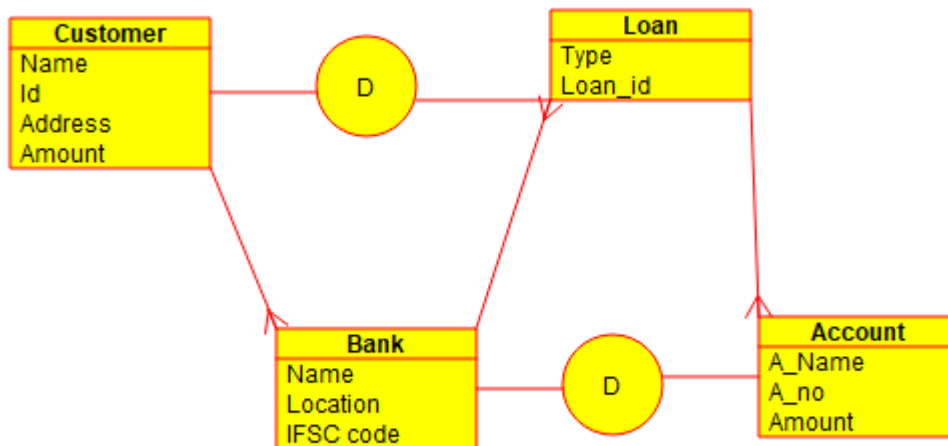 Customer
Name
Id
Address
Amount
D
Loan
Type
Loan_id
Bank
Name
Location
IFSC code
D
Account
A_Name
A_no
Amount